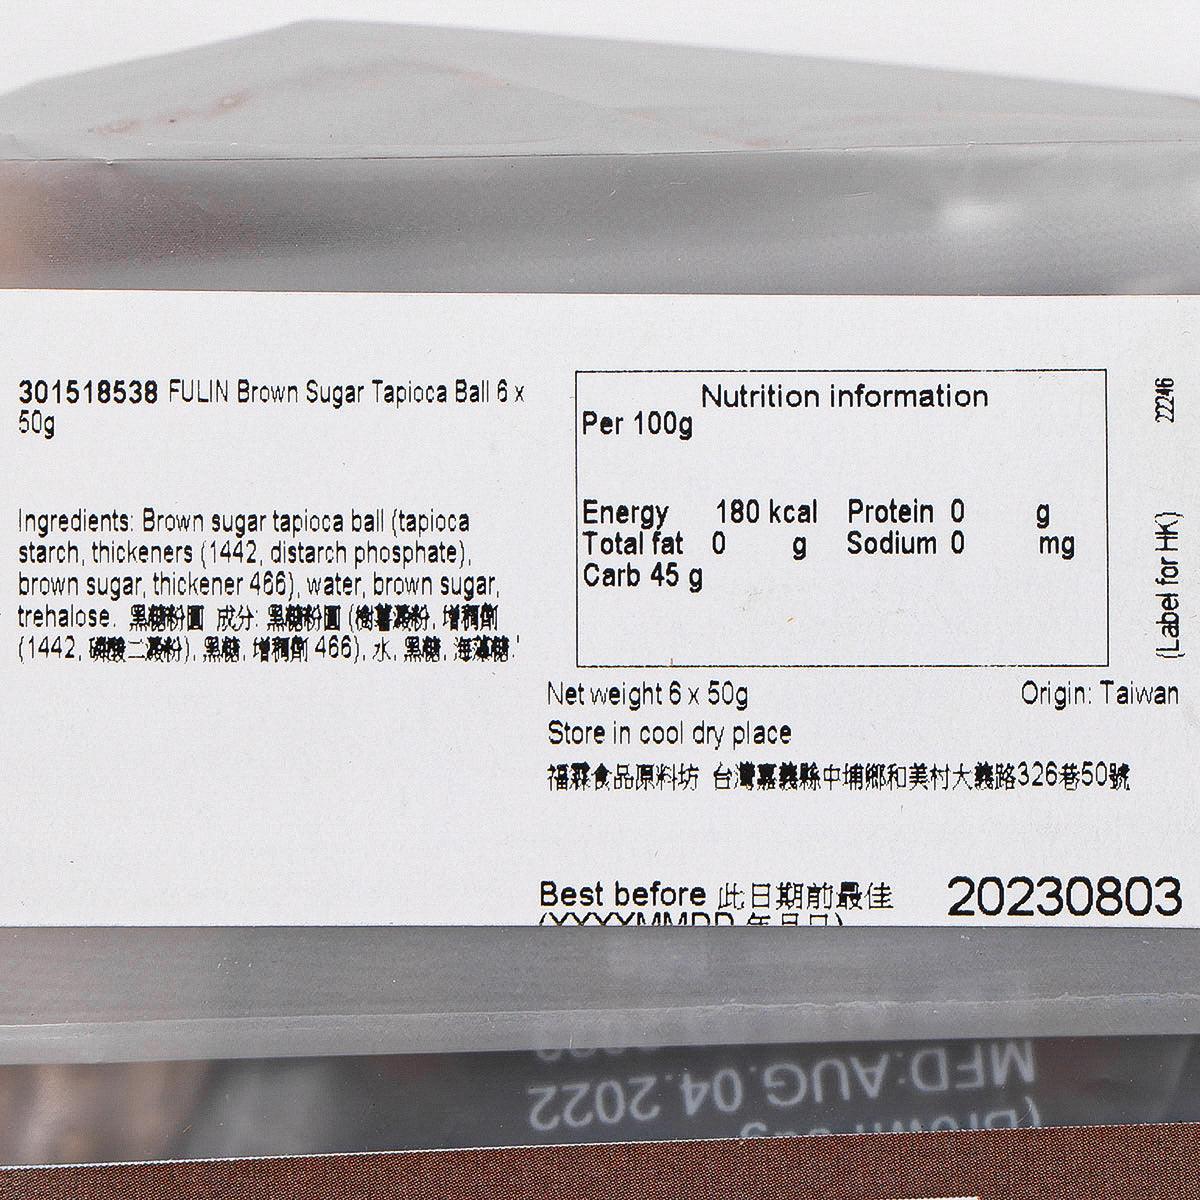 301518538 FULIN Brown Sugar Tapioca Ball 6 x
50g
Ingredients: Brown sugar tapioca ball (tapioca
starch, thickeners (1442, distarch phosphate),
brown sugar, thickener 466), water, brown sugar,
trehalose. 黑糖粉圓 成分: 黑糖粉圓 (樹薯澱粉, 增稠劑
(1442, 磷酸二澱粉), 黑糖, 增稠劑 466), 水, 黑糖, 海藻糖.
Nutrition information
Per 100g
Energy 180 kcal Protein 0 g
Total fat 0 g Sodium 0 mg
Carb 45 g
22246
(Label for HK)
Net weight 6 x 50g Origin: Taiwan
Store in cool dry place
福霖食品原料坊 台灣嘉義縣中埔鄉和美村大義路326巷50號
Best before 此日期前最佳 20230803
(YYYYMMDD 年月日)
MFD:AUG.04.2022
(Brown